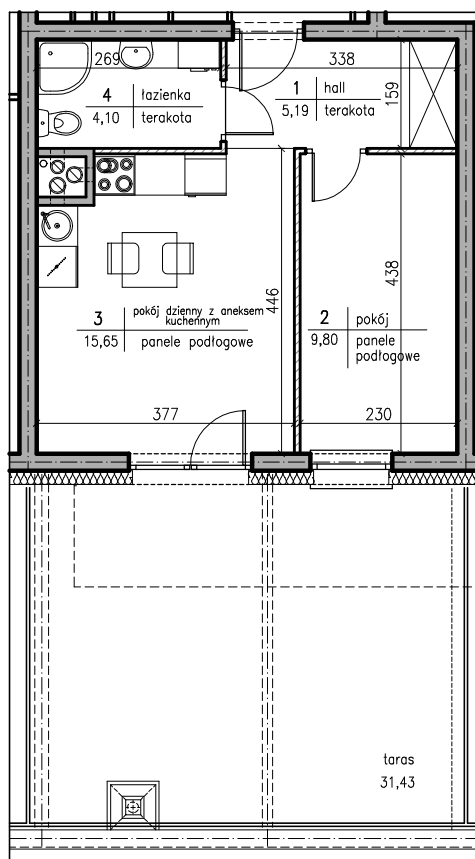 269
338
4 łazienka
4,10 terakota
1 hall
5,19 terakota
159
3 pokój dzienny z aneksem
kuchennym
15,65 panele podłogowe
446
438
2 pokój
9,80 panele
podłogowe
377
230
taras
31,43